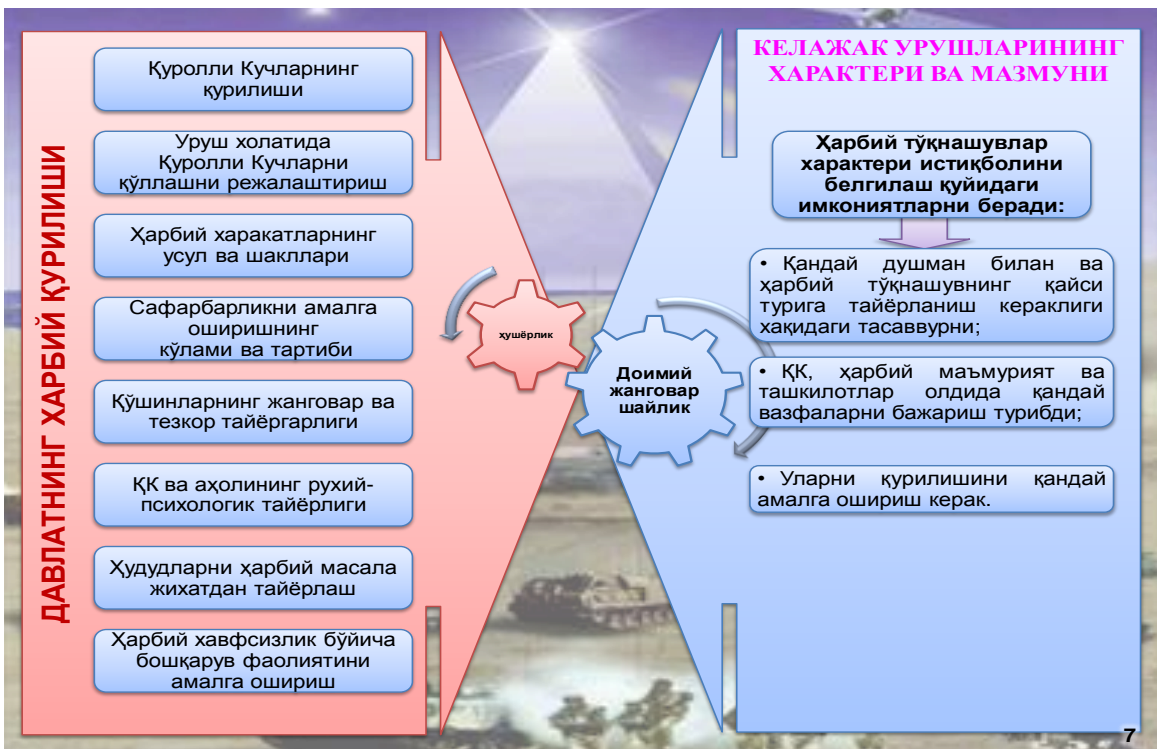 ДАВЛАТНИНГ ҲАРБИЙ ҚУРИЛИШИ
Қуролли Кучларнинг
қурилиши
Уруш холатида
Қуролли Кучларни
қўллашни режалаштириш
Ҳарбий харакатларнинг
усул ва шакллари
Сафарбарликни амалга
оширишнинг
кўлами ва тартиби
Қўшинларнинг жанговар ва
тезкор тайёргарлиги
ҚК ва аҳолининг рухий-
психологик тайёрлиги
Ҳудудларни ҳарбий масала
жихатдан тайёрлаш
Ҳарбий хавфсизлик бўйича
бошқарув фаолиятини
амалга ошириш
ҳушёрлик
Доимий
жанговар
шайлик
КЕЛАЖАК УРУШЛАРИНИНГ
ХАРАКТЕРИ ВА МАЗМУНИ
Ҳарбий тўқнашувлар
характери истиқболини
белгилаш қуйидаги
имкониятларни беради:
• Қандай душман билан ва
ҳарбий тўқнашувнинг қайси
турига тайёрланиш кераклиги
хақидаги тасаввурни;
• ҚК, ҳарбий маъмурият ва
ташкилотлар олдида қандай
вазфаларни бажариш турибди;
• Уларни қурилишини қандай
амалга ошириш керак.
7